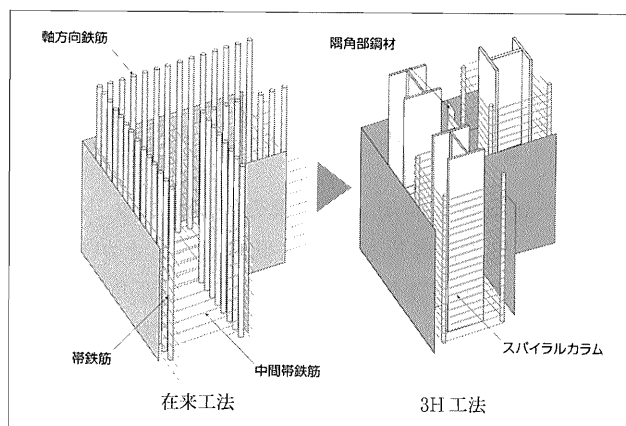 軸方向鉄筋
隅角部鋼材
帯鉄筋
中間帯鉄筋
スパイラルカラム
在来工法
3H 工法